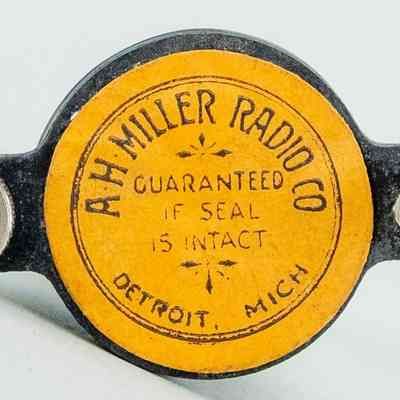 A·H·MILLER RADIO CO
GUARANTEED
IF SEAL
IS INTACT
DETROIT, MICH